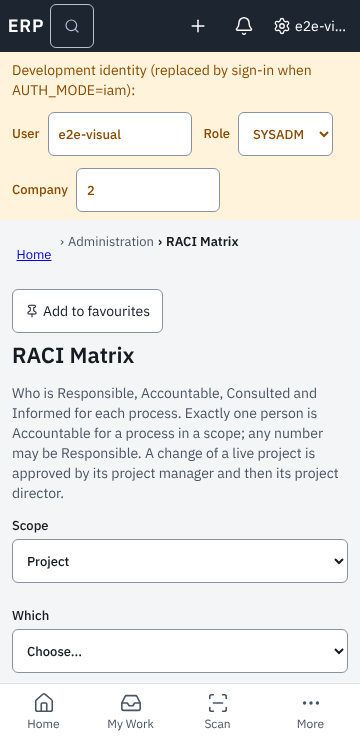 ERP
e2e-vi...
Development identity (replaced by sign-in when
AUTH_MODE=iam):
User e2e-visual Role SYSADM
Company 2
Home › Administration › RACI Matrix
Add to favourites
RACI Matrix
Who is Responsible, Accountable, Consulted and
Informed for each process. Exactly one person is
Accountable for a process in a scope; any number
may be Responsible. A change of a live project is
approved by its project manager and then its project
director.
Scope
Project
Which
Choose...
Home My Work Scan More